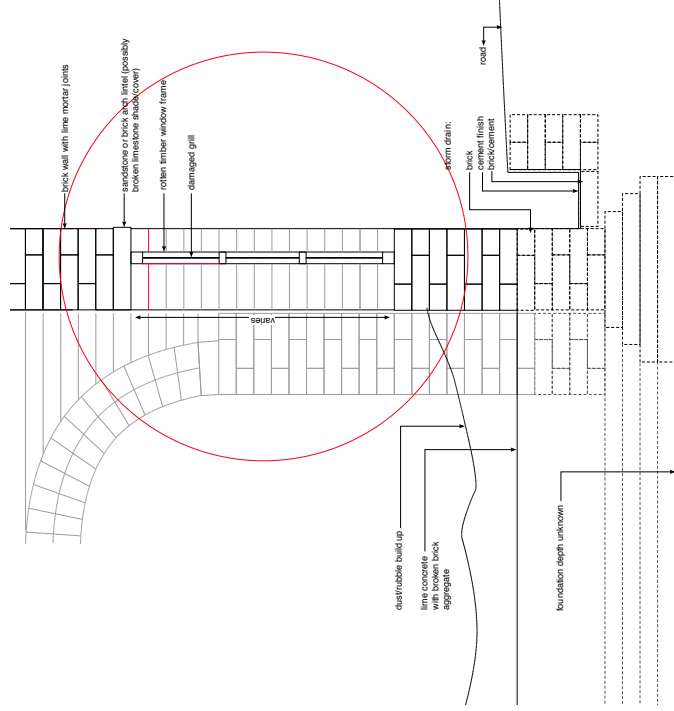 brick wall with lime mortar joints
sandstone or brick arch lintel (possibly
broken limestone shade/cover)
rotten timber window frame
damaged grill
varies
storm drain:
brick
cement finish
brick/cement
road
dust/rubble build up
lime concrete
with broken brick
aggregate
foundation depth unknown